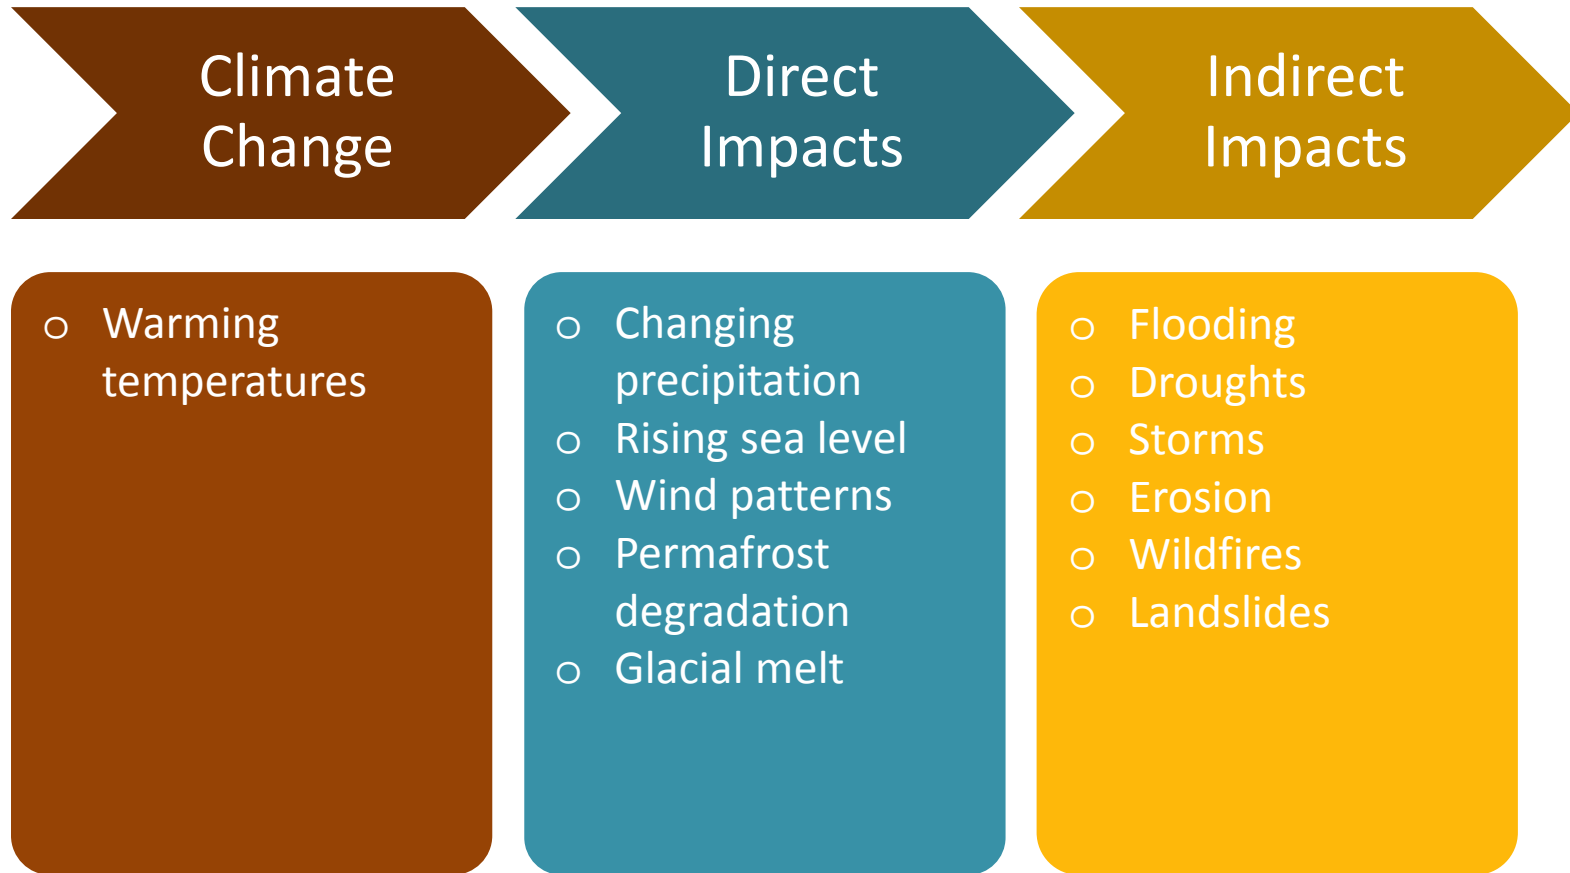 Climate
Change
Direct
Impacts
Indirect
Impacts
o Warming
temperatures
o Changing
precipitation
o Rising sea level
o Wind patterns
o Permafrost
degradation
o Glacial melt
o Flooding
o Droughts
o Storms
o Erosion
o Wildfires
o Landslides